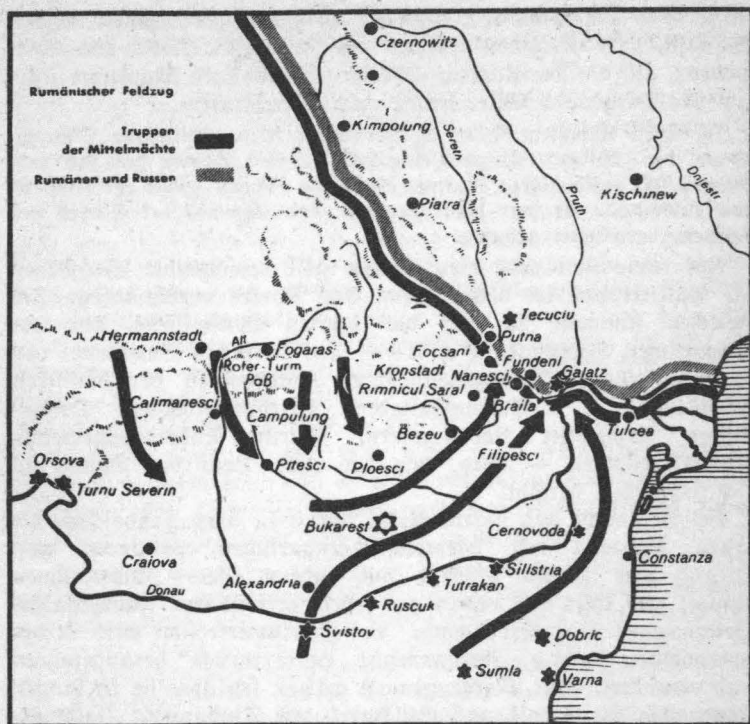 Czernowitz
Rumänischer Feldzug
Truppen
der Mittelmächte
Rumänen und Russen
Kimpolung
Sereth
Pruth
Dnjestr
Kischinew
Piatra
Tecuciu
Putna
Hermannstadt
Alt
Fogaras
Focsani
Fundeni
Roter-Turm
Paß
Kronstadt
Nanesci
Galatz
Rimnicul Saral
Calimanesci
Campulung
Braila
Tulcea
Bezeu
Orsova
Turnu Severin
Pitesci
Ploesci
Filipesci
Bukarest
Cernavoda
Craiova
Constanza
Silistria
Alexandria
Tutrakan
Donau
Ruscuk
Svistov
Dobric
Sumla
Varna